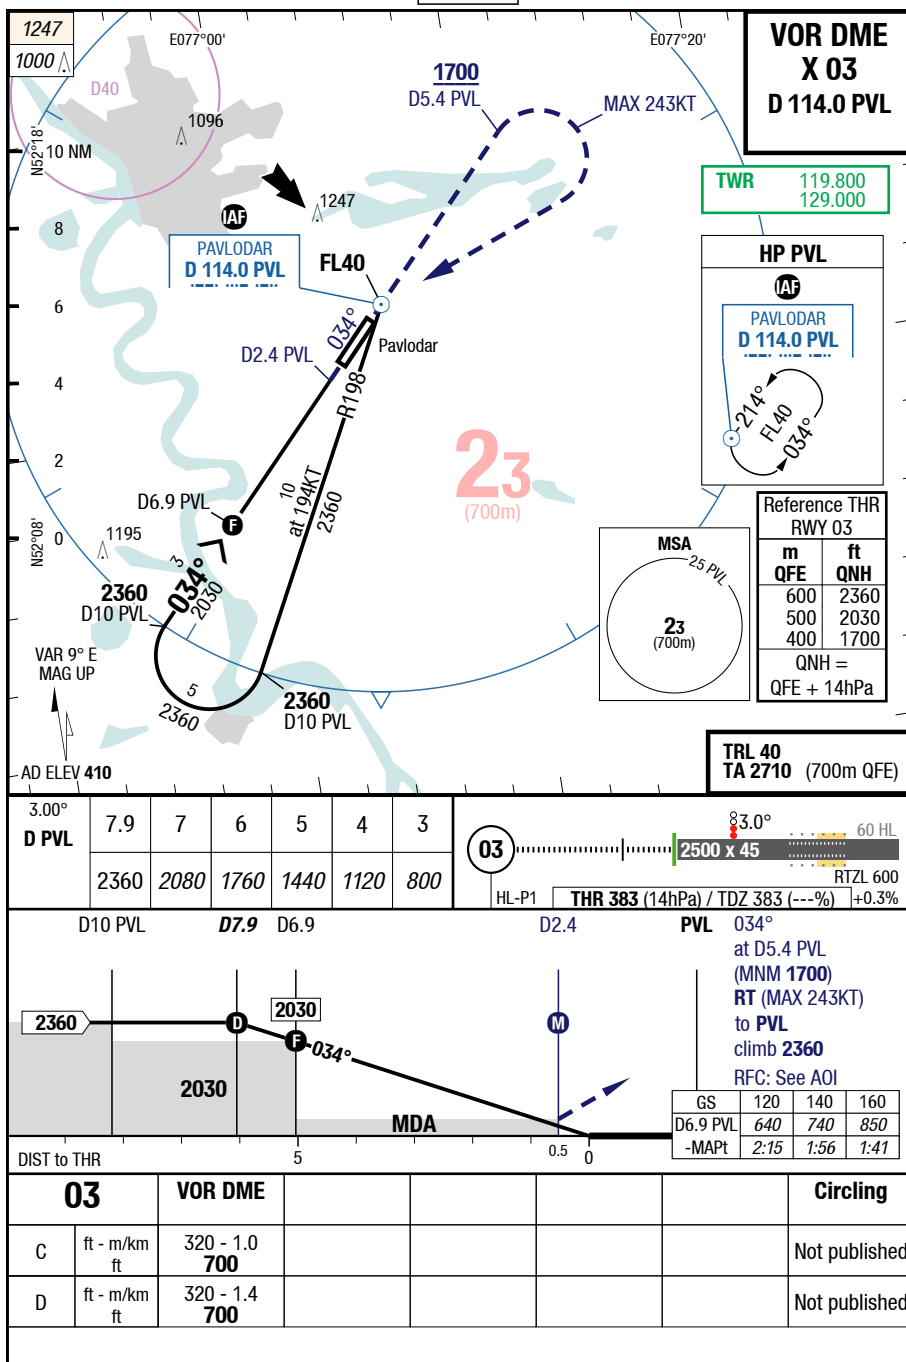 1247
1000
E077°00'
E077°20'
VOR DME
X 03
D 114.0 PVL
D40
1700
D5.4 PVL
MAX 243KT
1096
N52°18'
10 NM
TWR 119.800
129.000
1247
8
IAF
PAVLODAR
D 114.0 PVL
FL40
HP PVL
IAF
PAVLODAR
D 114.0 PVL
6
034°
Pavlodar
D2.4 PVL
4
R198
214°
FL40
034°
2
23
(700m)
10
at 194KT
2360
D6.9 PVL
F
Reference THR
RWY 03
m ft
QFE QNH
600 2360
500 2030
400 1700
QNH =
QFE + 14hPa
N52°08'
0
1195
MSA
25 PVL
23
(700m)
3
034°
2030
2360
D10 PVL
VAR 9° E
MAG UP
5
2360
2360
D10 PVL
AD ELEV 410
TRL 40
TA 2710 (700m QFE)
3.00°
D PVL 7.9 7 6 5 4 3
2360 2080 1760 1440 1120 800
03
3.0°
60 HL
2500 x 45
RTZL 600
HL-P1 THR 383 (14hPa) / TDZ 383 (---%) +0.3%
D10 PVL D7.9 D6.9 D2.4 PVL
034°
at D5.4 PVL
(MNM 1700)
RT (MAX 243KT)
to PVL
climb 2360
RFC: See AOI
2360
D
2030
F
034°
M
2030
MDA
GS 120 140 160
D6.9 PVL 640 740 850
-MAPt 2:15 1:56 1:41
DIST to THR 5 0.5 0
03 VOR DME Circling
C ft - m/km 320 - 1.0 Not published
ft 700
D ft - m/km 320 - 1.4 Not published
ft 700